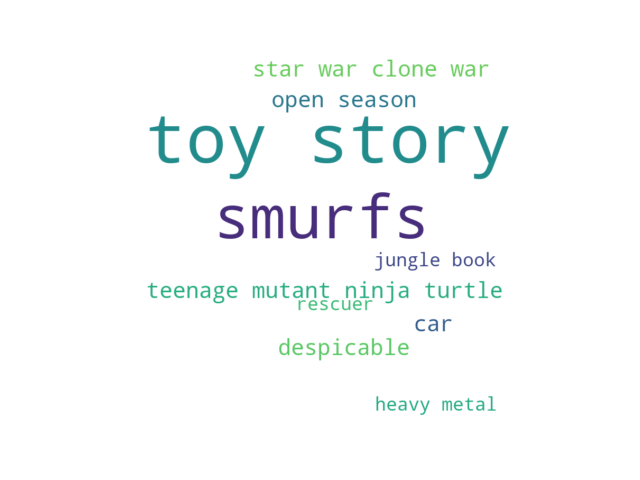 star war clone war
open season
toy story
smurfs
jungle book
teenage mutant ninja turtle
rescuer
car
despicable
heavy metal